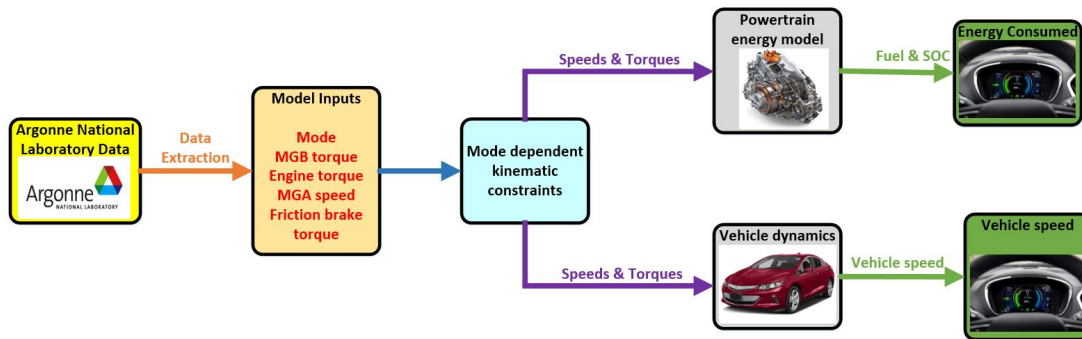 Argonne National
Laboratory Data
Argonne
NATIONAL LABORATORY
Data
Extraction
Model Inputs
Mode
MGB torque
Engine torque
MGA speed
Friction brake
torque
Mode dependent
kinematic
constraints
Speeds & Torques
Powertrain
energy model
Fuel & SOC
Energy Consumed
Speeds & Torques
Vehicle dynamics
Vehicle speed
Vehicle speed